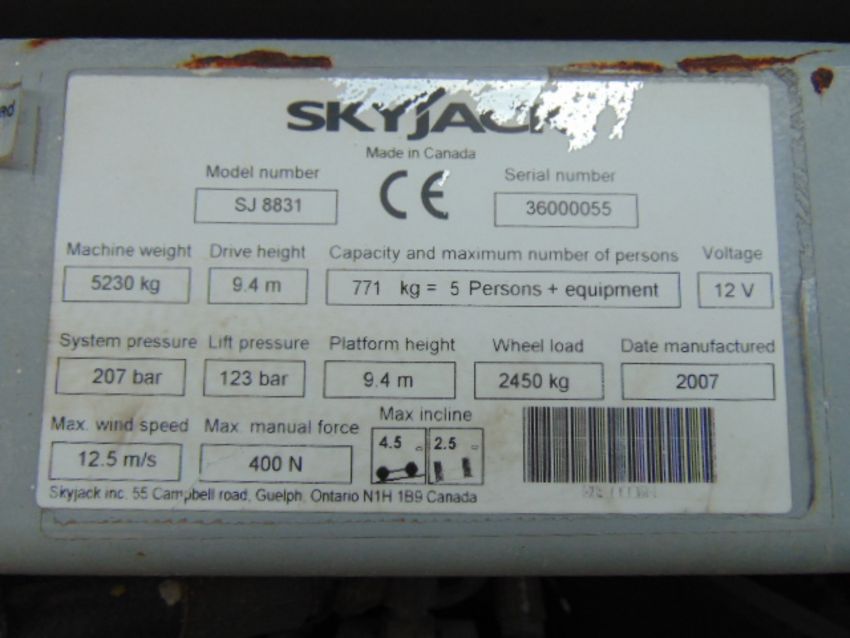 SKYJACK
Made in Canada
Model number Serial number
SJ 8831 CE 36000055
Machine weight Drive height Capacity and maximum number of persons Voltage
5230 kg 9.4 m 771 kg = 5 Persons + equipment 12 V
System pressure Lift pressure Platform height Wheel load Date manufactured
207 bar 123 bar 9.4 m 2450 kg 2007
Max. wind speed Max. manual force Max incline
12.5 m/s 400 N 4.5 ° 2.5 °
Skyjack inc. 55 Campbell road, Guelph, Ontario N1H 1B9 Canada